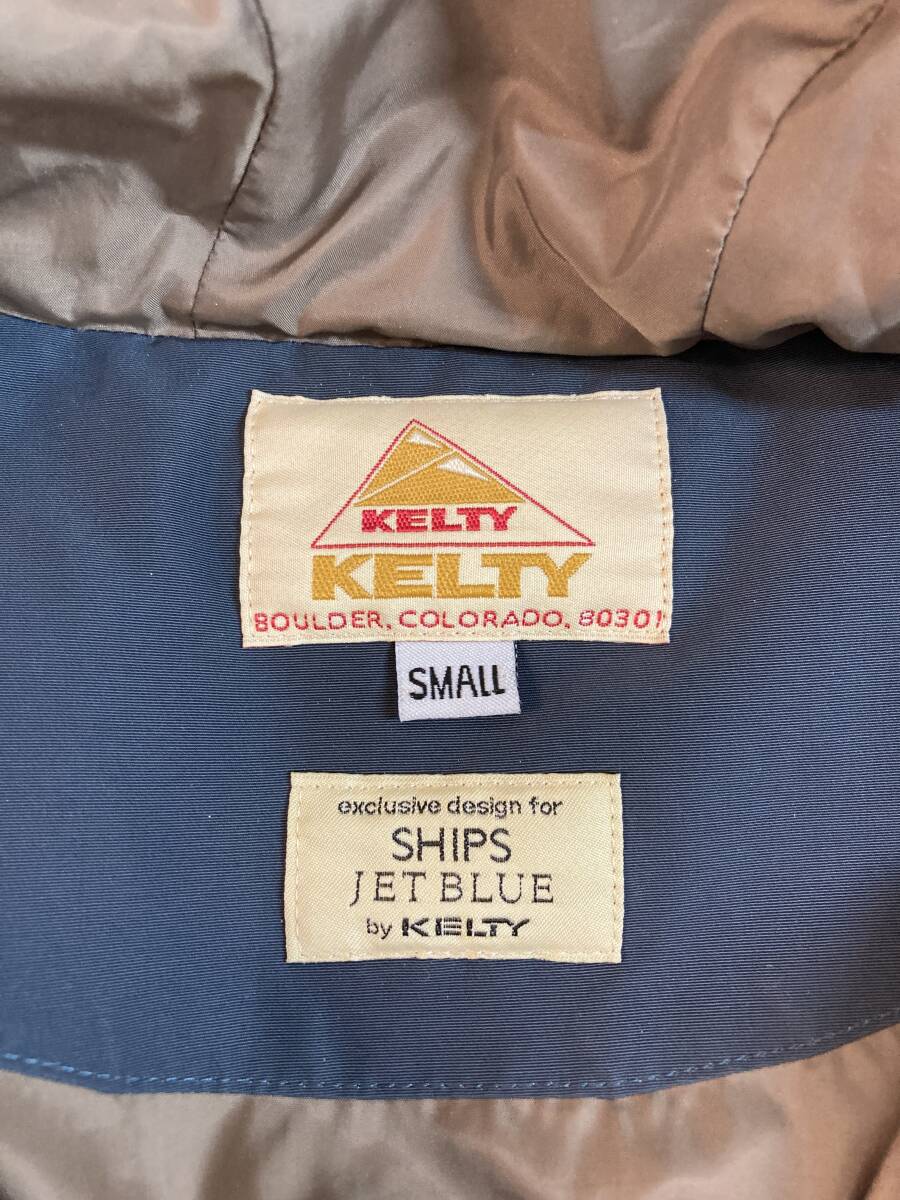 KELTY
KELTY
BOULDER, COLORADO, 80301
SMALL
exclusive design for
SHIPS
JET BLUE
by KELTY